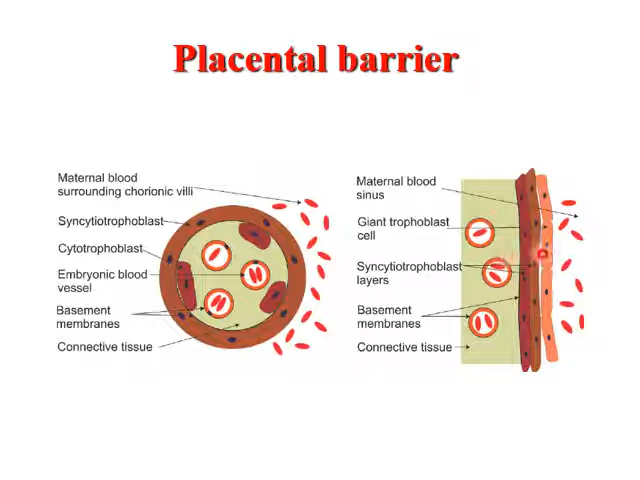 Placental barrier
Maternal blood
surrounding chorionic villi
Syncytiotrophoblast
Cytotrophoblast
Embryonic blood
vessel
Basement
membranes
Connective tissue
Maternal blood
sinus
Giant trophoblast
cell
Syncytiotrophoblast
layers
Basement
membranes
Connective tissue